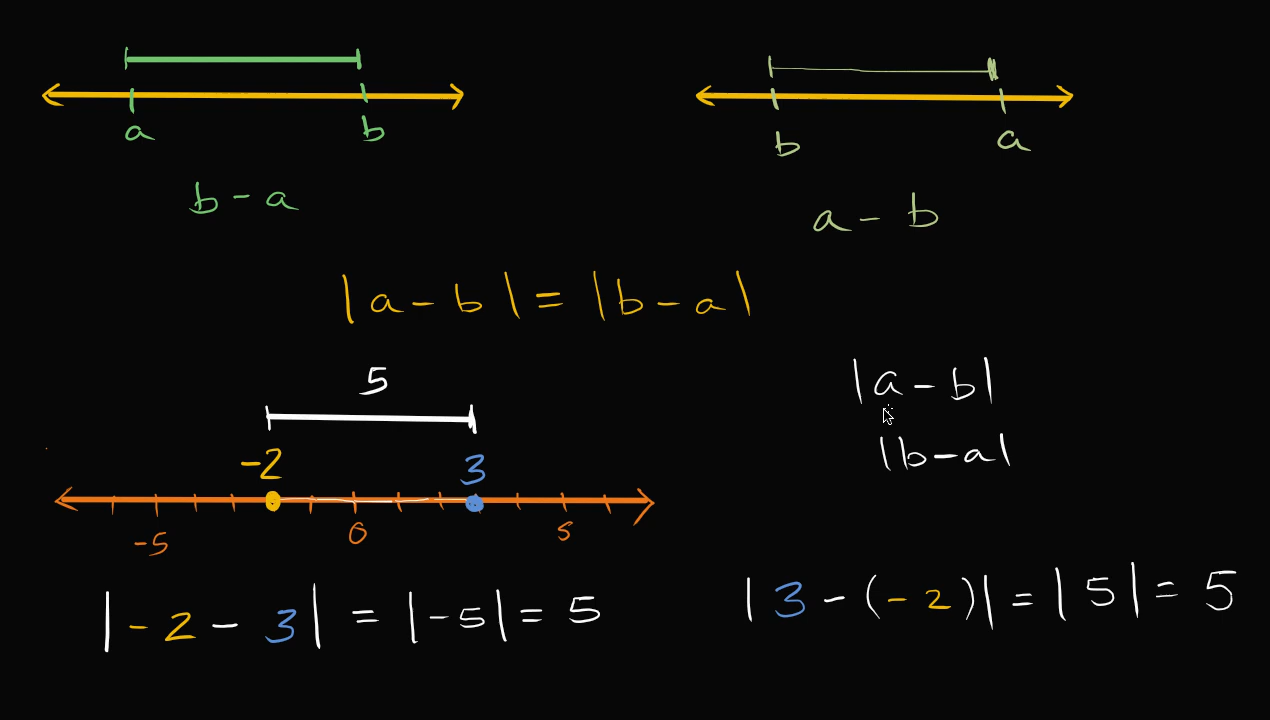 a b
b a
b - a
a - b
|a - b| = |b - a|
5
|a - b|
|b - a|
-2 3
-5 0 5
|-2 - 3| = |-5| = 5
|3 - (-2)| = |5| = 5